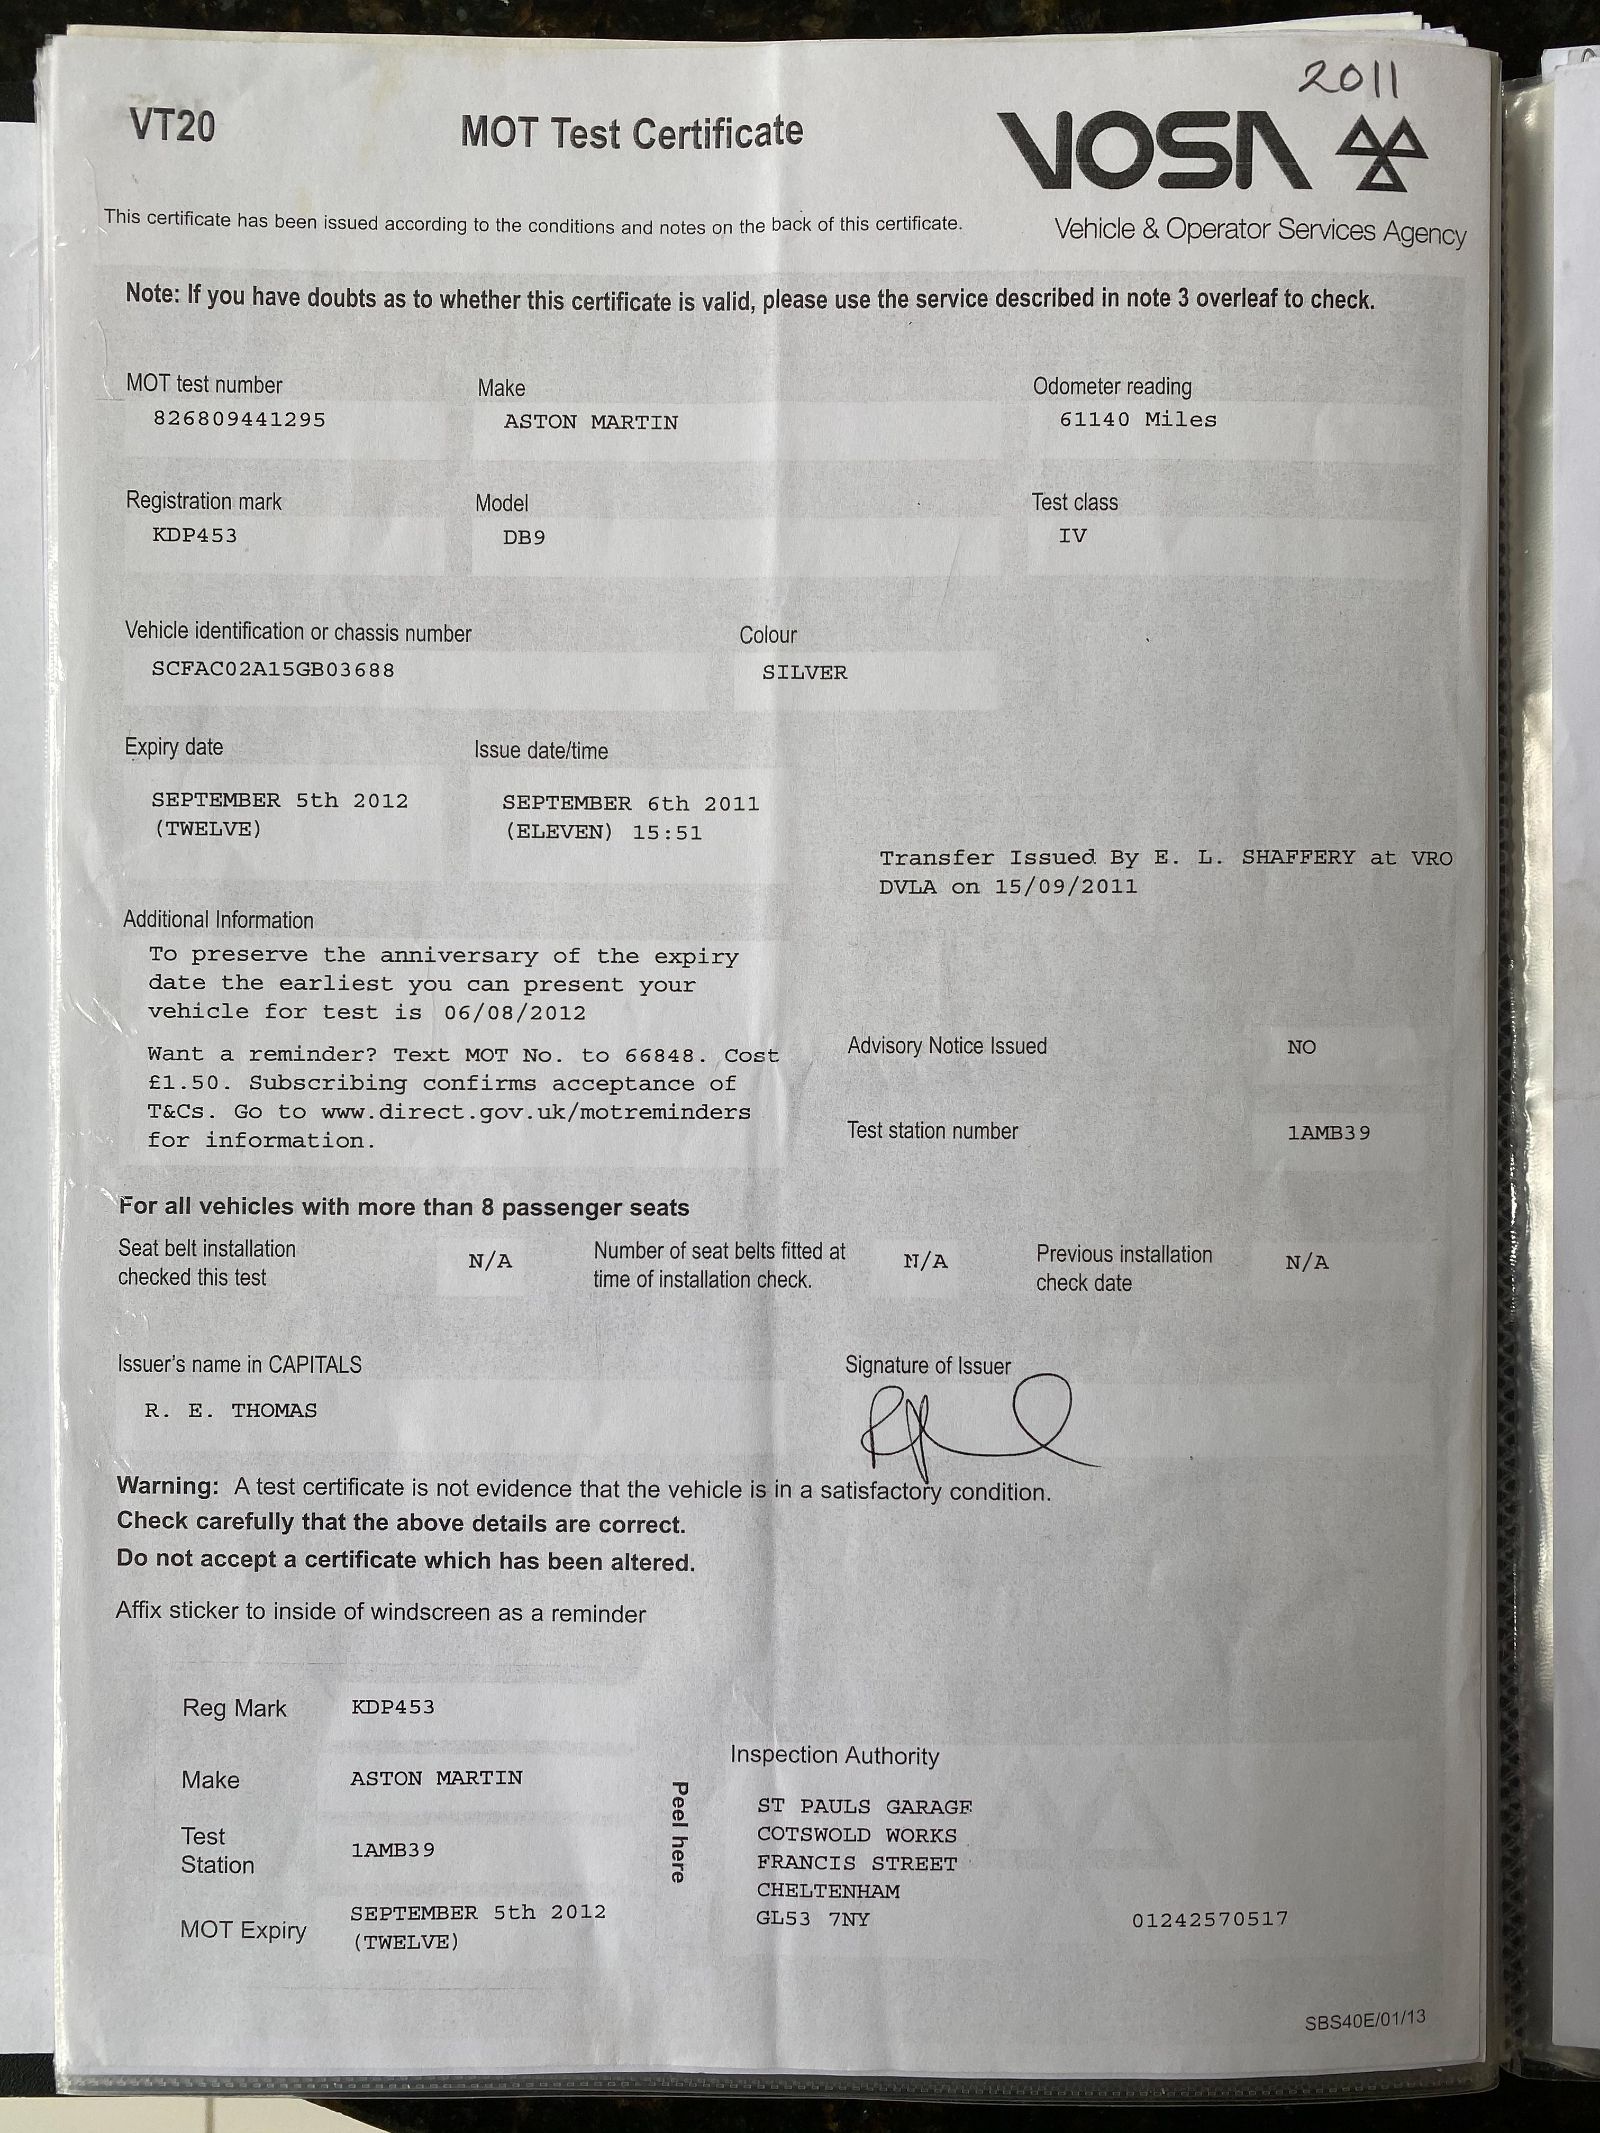 2011
VT20
MOT Test Certificate
VOSA
This certificate has been issued according to the conditions and notes on the back of this certificate.
Vehicle & Operator Services Agency
Note: If you have doubts as to whether this certificate is valid, please use the service described in note 3 overleaf to check.
MOT test number
Make
Odometer reading
826809441295
ASTON MARTIN
61140 Miles
Registration mark
Model
Test class
KDP453
DB9
IV
Vehicle identification or chassis number
Colour
SCFAC02A15GB03688
SILVER
Expiry date
Issue date/time
SEPTEMBER 5th 2012
(TWELVE)
SEPTEMBER 6th 2011
(ELEVEN) 15:51
Transfer Issued By E. L. SHAFFERY at VRO
DVLA on 15/09/2011
Additional Information
To preserve the anniversary of the expiry
date the earliest you can present your
vehicle for test is 06/08/2012
Want a reminder? Text MOT No. to 66848. Cost
£1.50. Subscribing confirms acceptance of
T&Cs. Go to www.direct.gov.uk/motreminders
for information.
Advisory Notice Issued
NO
Test station number
1AMB39
For all vehicles with more than 8 passenger seats
Seat belt installation
checked this test
N/A
Number of seat belts fitted at
time of installation check.
N/A
Previous installation
check date
N/A
Issuer's name in CAPITALS
Signature of Issuer
R. E. THOMAS
Warning: A test certificate is not evidence that the vehicle is in a satisfactory condition.
Check carefully that the above details are correct.
Do not accept a certificate which has been altered.
Affix sticker to inside of windscreen as a reminder
Reg Mark
KDP453
Make
ASTON MARTIN
Test
Station
1AMB39
MOT Expiry
SEPTEMBER 5th 2012
(TWELVE)
Peel here
Inspection Authority
ST PAULS GARAGE
COTSWOLD WORKS
FRANCIS STREET
CHELTENHAM
GL53 7NY
01242570517
SBS40E/01/13